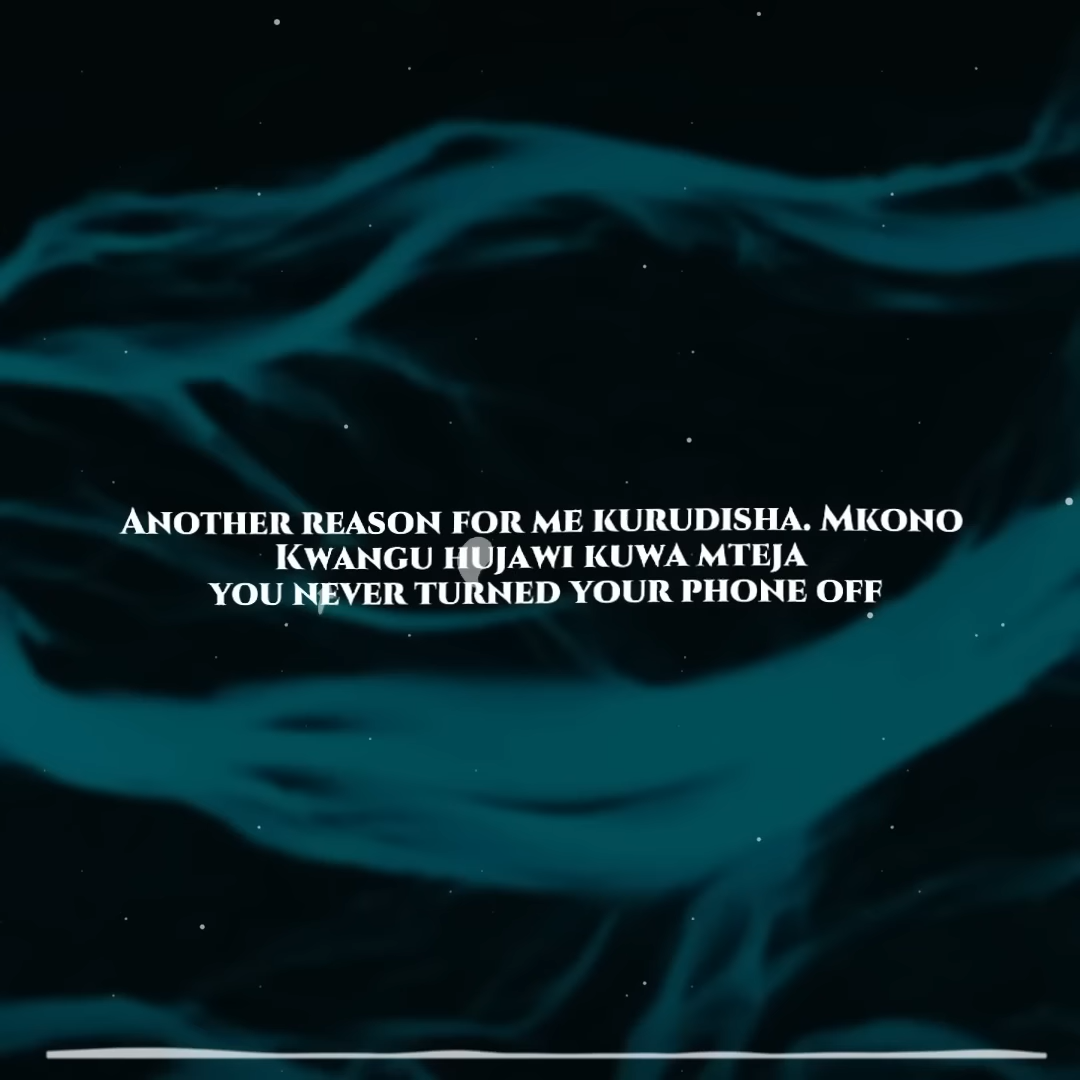 Another reason for me kurudisha. Mkono
Kwangu hujawi kuwa mteja
you never turned your phone off